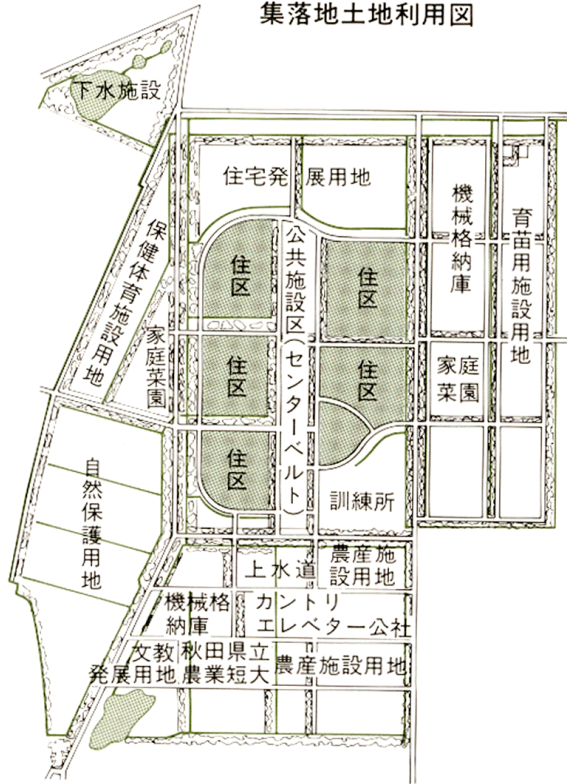 集落地土地利用図
下水施設
住宅発展用地
機械格納庫
育苗用施設用地
保健体育施設用地
家庭菜園
住区
公共施設区(センターベルト)
住区
住区
住区
家庭
菜園
住区
訓練所
自然保護用地
上水道
農産施
設用地
機械格
納庫
カントリ
エレベター公社
文教
発展用地
秋田県立
農業短大
農産施設用地